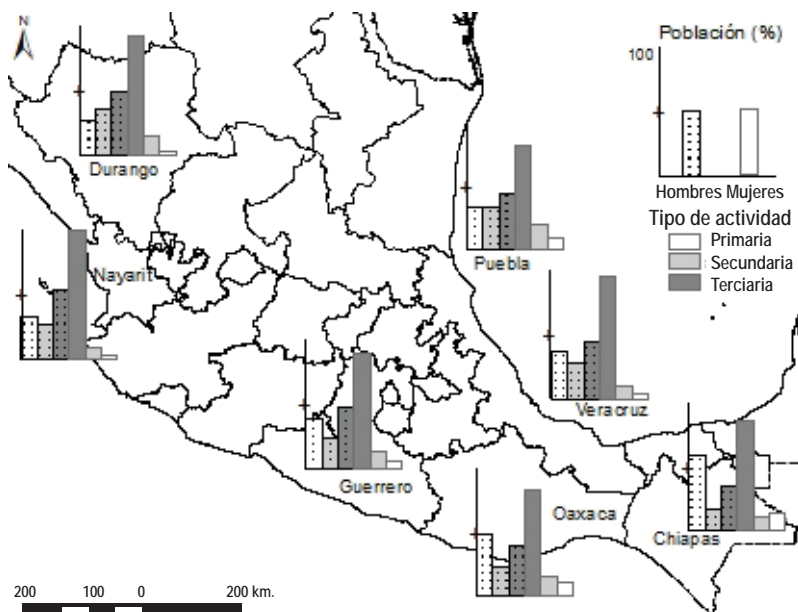 N
Población (%)
100
Hombres Mujeres
Tipo de actividad
Primaria
Secundaria
Terciaria
Durango
Puebla
Nayarit
Veracruz
Guerrero
Oaxaca
Chiapas
200 100 0 200 km.